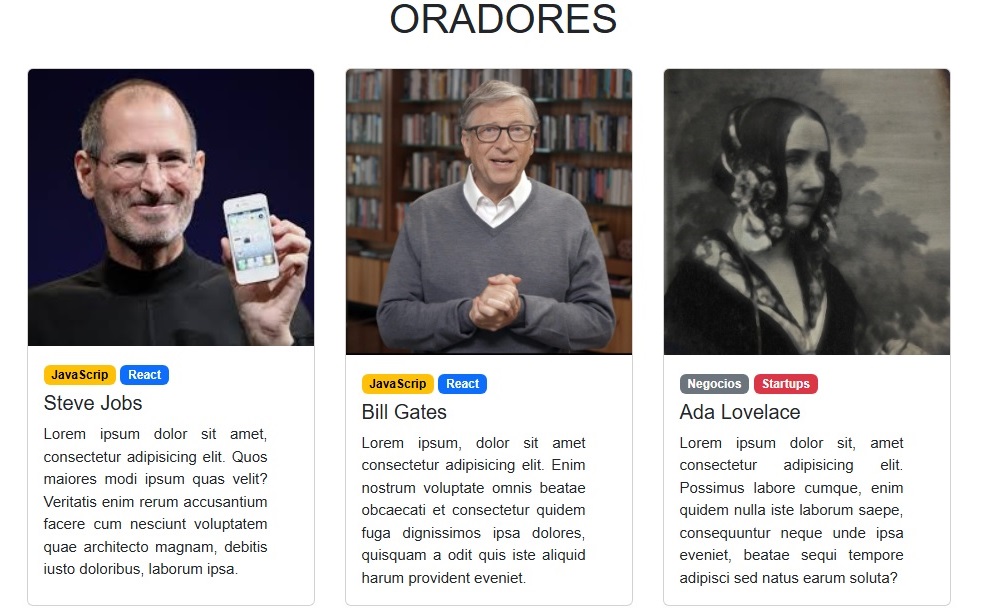 ORADORES
JavaScrip React
Steve Jobs
Lorem ipsum dolor sit amet,
consectetur adipisicing elit. Quos
maiores modi ipsum quas velit?
Veritatis enim rerum accusantium
facere cum nesciunt voluptatem
quae architecto magnam, debitis
iusto doloribus, laborum ipsa.
JavaScrip React
Bill Gates
Lorem ipsum, dolor sit amet
consectetur adipisicing elit. Enim
nostrum voluptate omnis beatae
obcaecati et consectetur quidem
fuga dignissimos ipsa dolores,
quisquam a odit quis iste aliquid
harum provident eveniet.
Negocios Startups
Ada Lovelace
Lorem ipsum dolor sit, amet
consectetur adipisicing elit.
Possimus labore cumque, enim
quidem nulla iste laborum saepe,
consequuntur neque unde ipsa
eveniet, beatae sequi tempore
adipisci sed natus earum soluta?